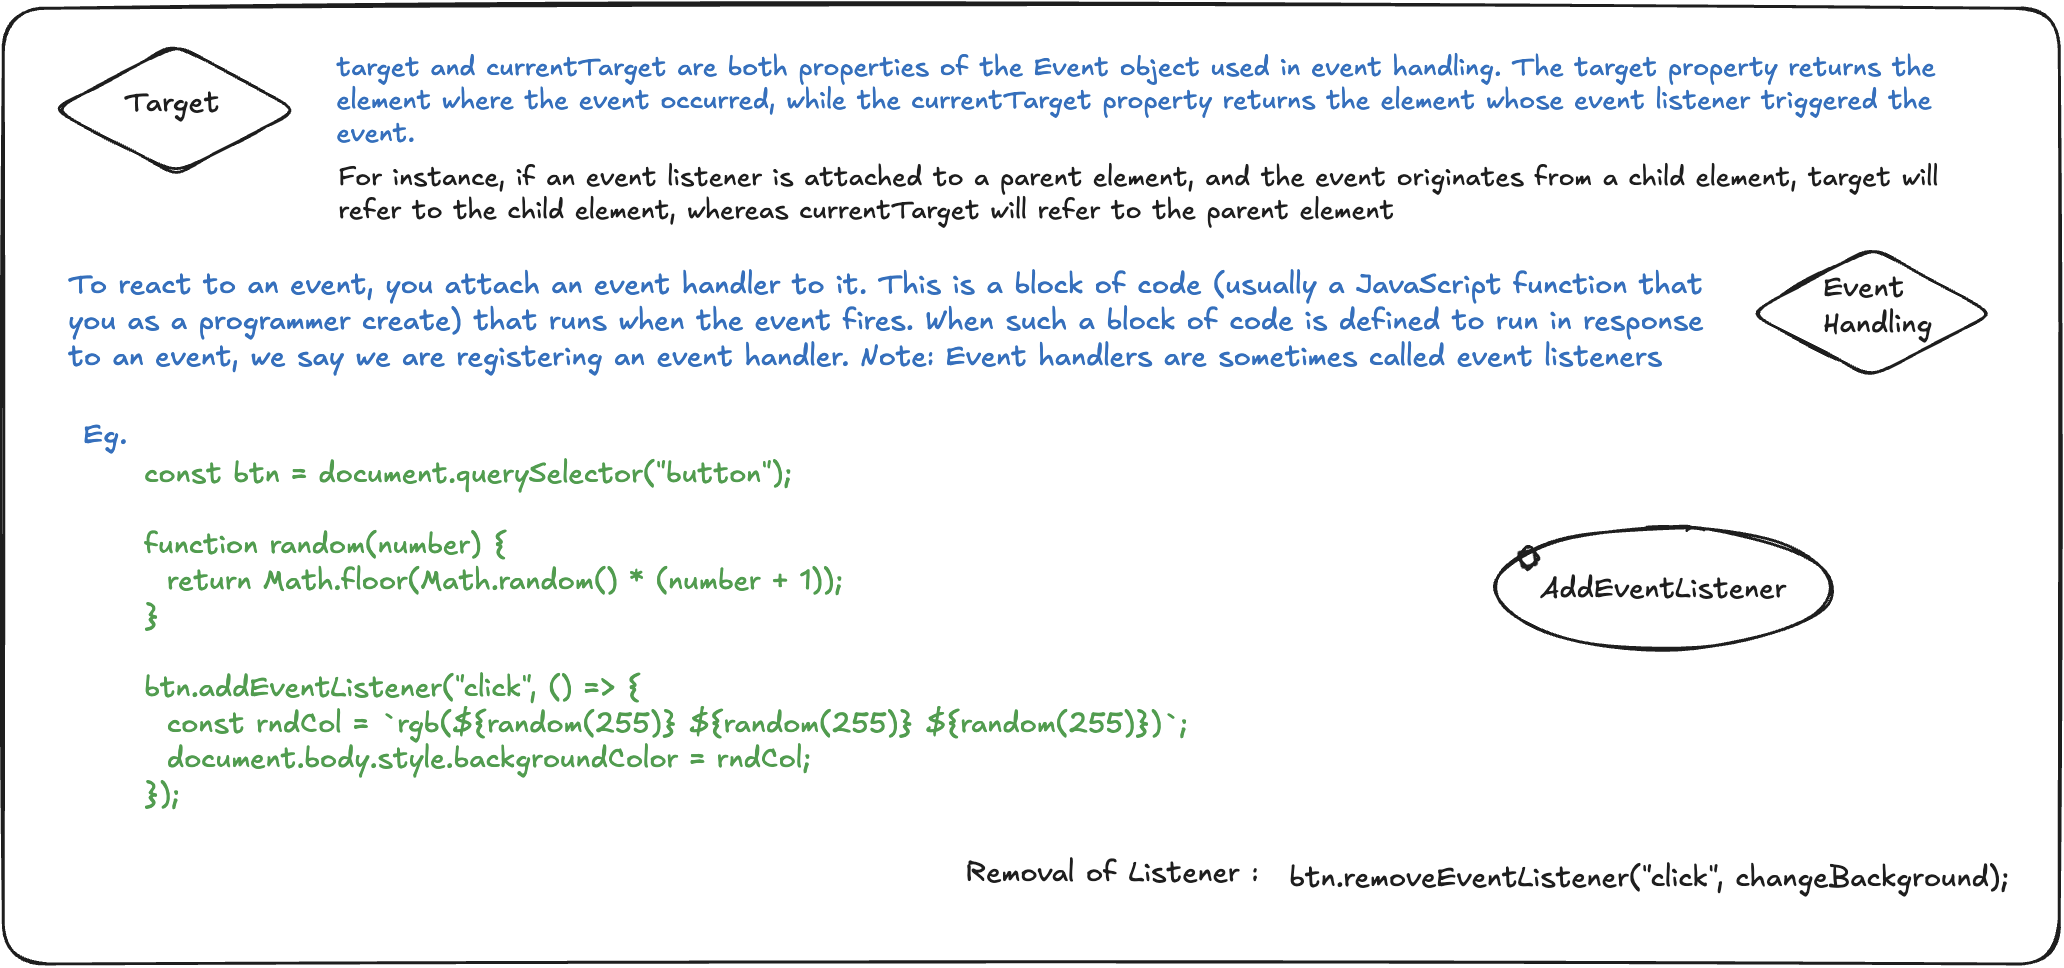 Target
target and currentTarget are both properties of the Event object used in event handling. The target property returns the
element where the event occurred, while the currentTarget property returns the element whose event listener triggered the
event.
For instance, if an event listener is attached to a parent element, and the event originates from a child element, target will
refer to the child element, whereas currentTarget will refer to the parent element
To react to an event, you attach an event handler to it. This is a block of code (usually a JavaScript function that
you as a programmer create) that runs when the event fires. When such a block of code is defined to run in response
to an event, we say we are registering an event handler. Note: Event handlers are sometimes called event listeners
Event
Handling
Eg.
const btn = document.querySelector("button");
function random(number) {
  return Math.floor(Math.random() * (number + 1));
}
btn.addEventListener("click", () => {
  const rndCol = `rgb(${random(255)} ${random(255)} ${random(255)})`;
  document.body.style.backgroundColor = rndCol;
});
AddEventListener
Removal of Listener : btn.removeEventListener("click", changeBackground);